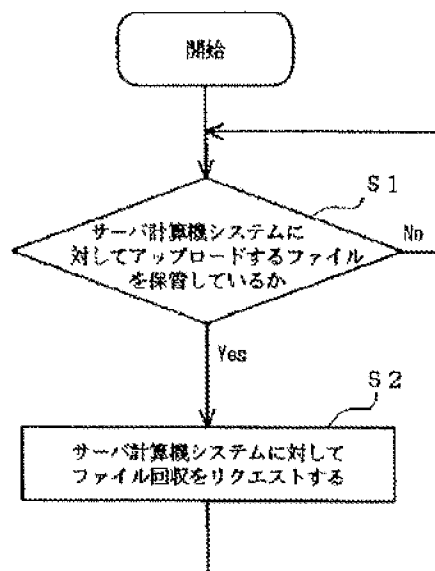 開始
S1
サーバ計算機システムに
対してアップロードするファイル
を保管しているか
No
Yes
S2
サーバ計算機システムに対して
ファイル回収をリクエストする